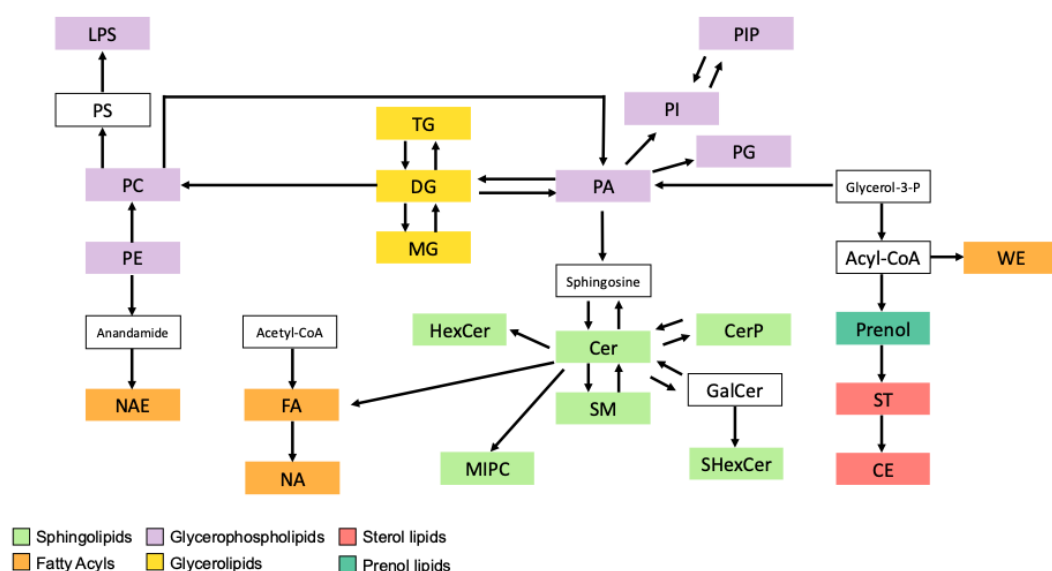 LPS
PIP
PS
PI
TG
PG
PC
DG
PA
Glycerol-3-P
PE
MG
Acyl-CoA
WE
Sphingosine
Anandamide
Acetyl-CoA
HexCer
CerP
Prenol
Cer
NAE
FA
SM
GalCer
ST
MIPC
SHexCer
NA
CE
Sphingolipids
Glycerophospholipids
Sterol lipids
Fatty Acyls
Glycerolipids
Prenol lipids